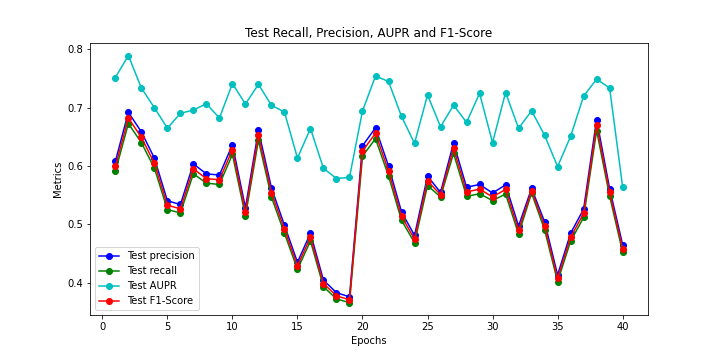 Test Recall, Precision, AUPR and F1-Score
0.8
0.7
0.6
0.5
0.4
Metrics
Test precision
Test recall
Test AUPR
Test F1-Score
0 5 10 15 20 25 30 35 40
Epochs